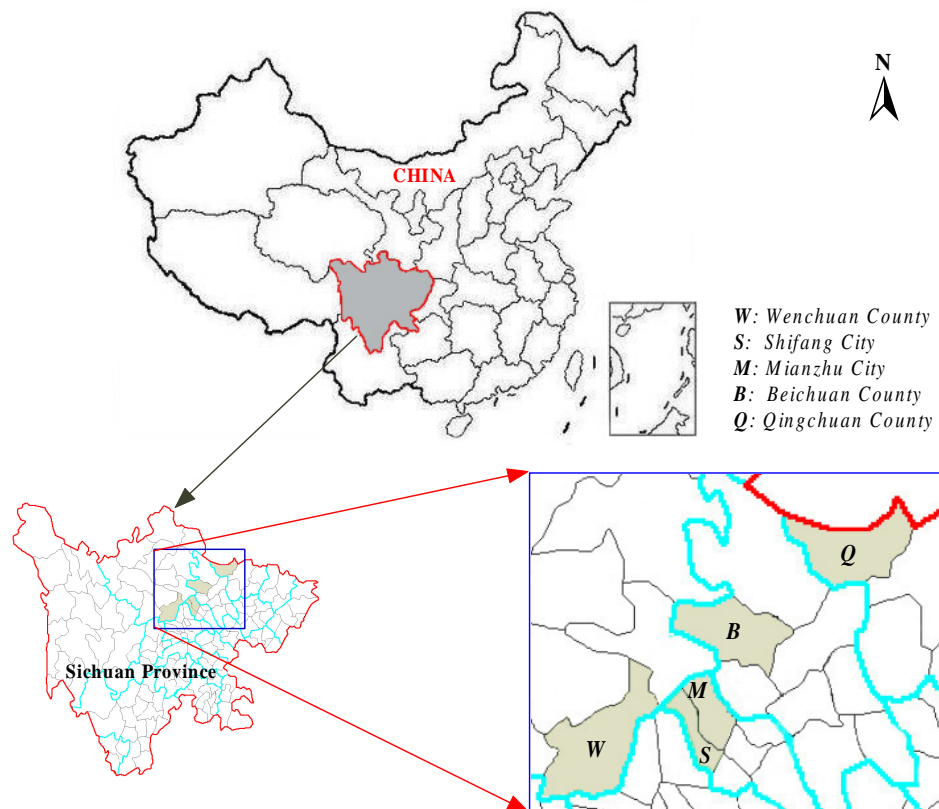 N
CHINA
W: Wenchuan County
S: Shifang City
M: Mianzhu City
B: Beichuan County
Q: Qingchuan County
Sichuan Province
Q
B
M
W
S